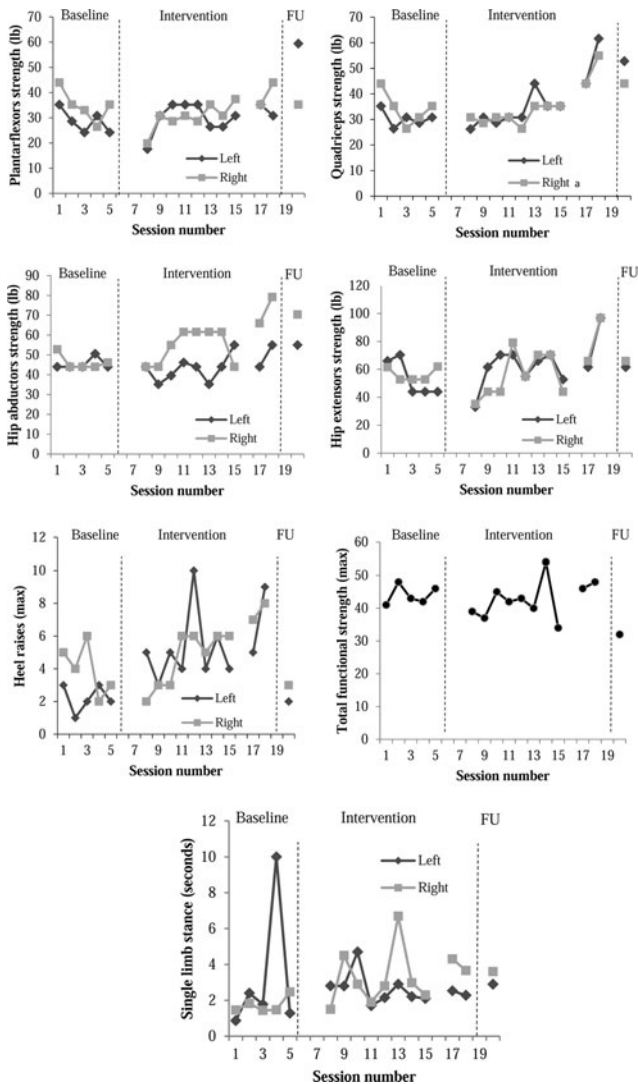 Baseline Intervention FU
Plantarflexors strength (lb)
70
60
50
40
30
20
10
0
Left
Right
1 3 5 7 9 11 13 15 17 19
Session number
Baseline Intervention FU
Quadriceps strength (lb)
70
60
50
40
30
20
10
0
Left
Right a
1 3 5 7 9 11 13 15 17 19
Session number
Baseline Intervention FU
Hip abductors strength (lb)
90
80
70
60
50
40
30
20
10
0
Left
Right
1 3 5 7 9 11 13 15 17 19
Session number
Baseline Intervention FU
Hip extensors strength (lb)
120
100
80
60
40
20
0
Left
Right
1 3 5 7 9 11 13 15 17 19
Session number
Baseline Intervention FU
Heel raises (max)
12
10
8
6
4
2
0
Left
Right
1 3 5 7 9 11 13 15 17 19
Session number
Baseline Intervention FU
Total functional strength (max)
60
50
40
30
20
10
0
1 3 5 7 9 11 13 15 17 19
Session number
Baseline Intervention FU
Single limb stance (seconds)
12
10
8
6
4
2
0
Left
Right
1 3 5 7 9 11 13 15 17 19
Session number